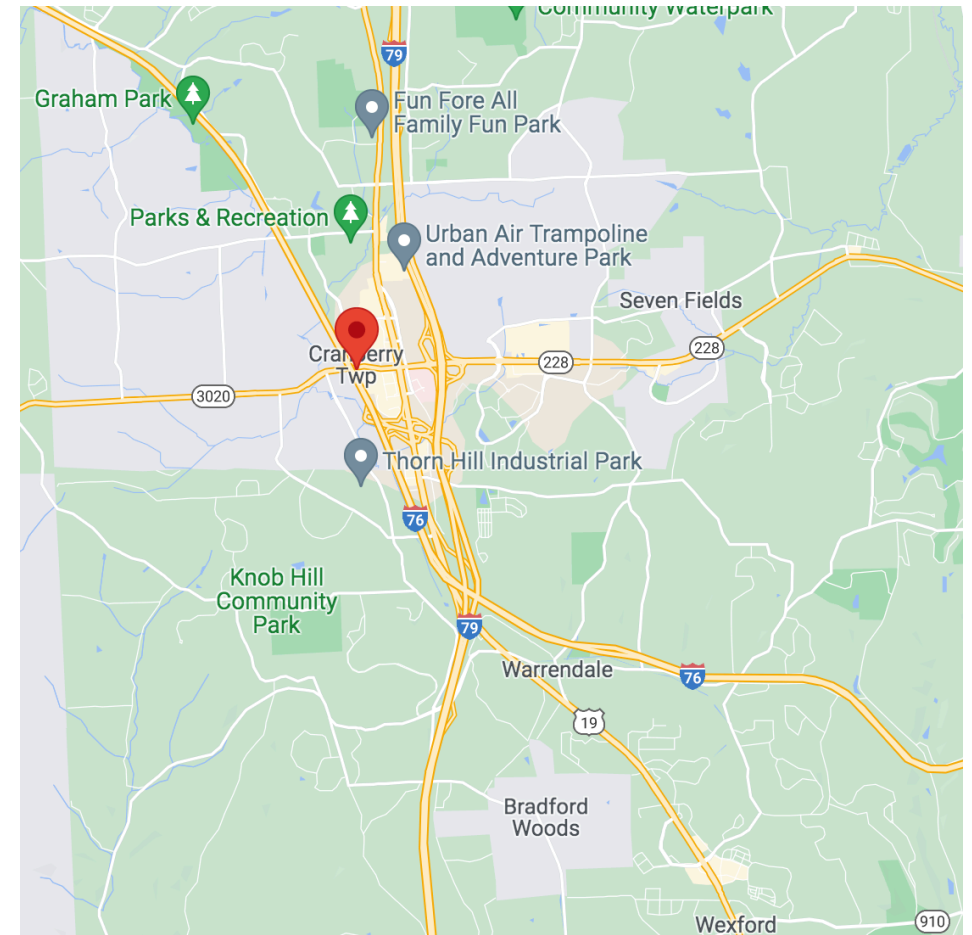 Community Waterpark
79
Graham Park
Fun Fore All
Family Fun Park
Parks & Recreation
Urban Air Trampoline
and Adventure Park
Seven Fields
228
228
Cranberry
Twp
3020
Thorn Hill Industrial Park
76
Knob Hill
Community
Park
79
Warrendale
76
19
Bradford
Woods
Wexford
910